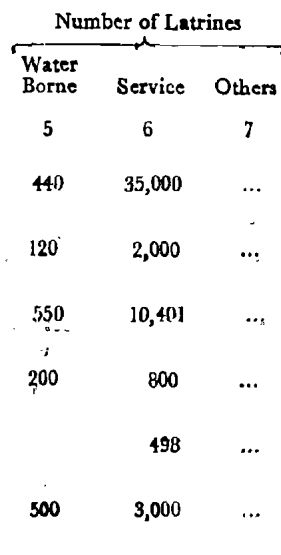 Number of Latrines
Water
Borne Service Others
5 6 7
440 35,000 ...
120 2,000 ...
550 10,401 ...
200 800 ...
498 ...
500 3,000 ...